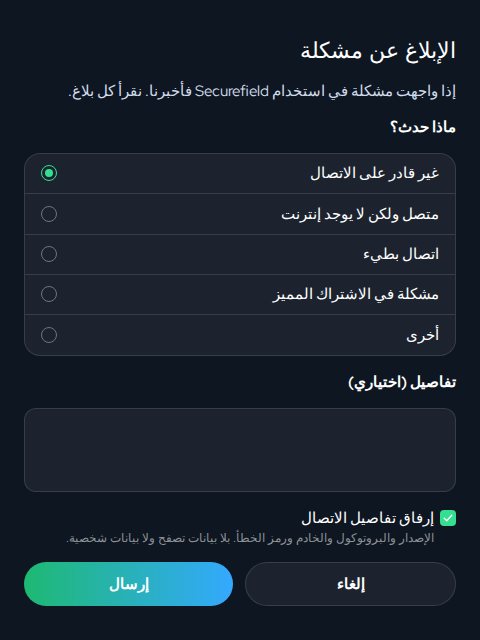 الإبلاغ عن مشكلة
إذا واجهت مشكلة في استخدام Securefield فأخبرنا. نقرأ كل بلاغ.
ماذا حدث؟
غير قادر على الاتصال
متصل ولكن لا يوجد إنترنت
اتصال بطيء
مشكلة في الاشتراك المميز
أخرى
تفاصيل (اختياري)
إرفاق تفاصيل الاتصال
الإصدار والبروتوكول والخادم ورمز الخطأ. بلا بيانات تصفح ولا بيانات شخصية.
إلغاء
إرسال